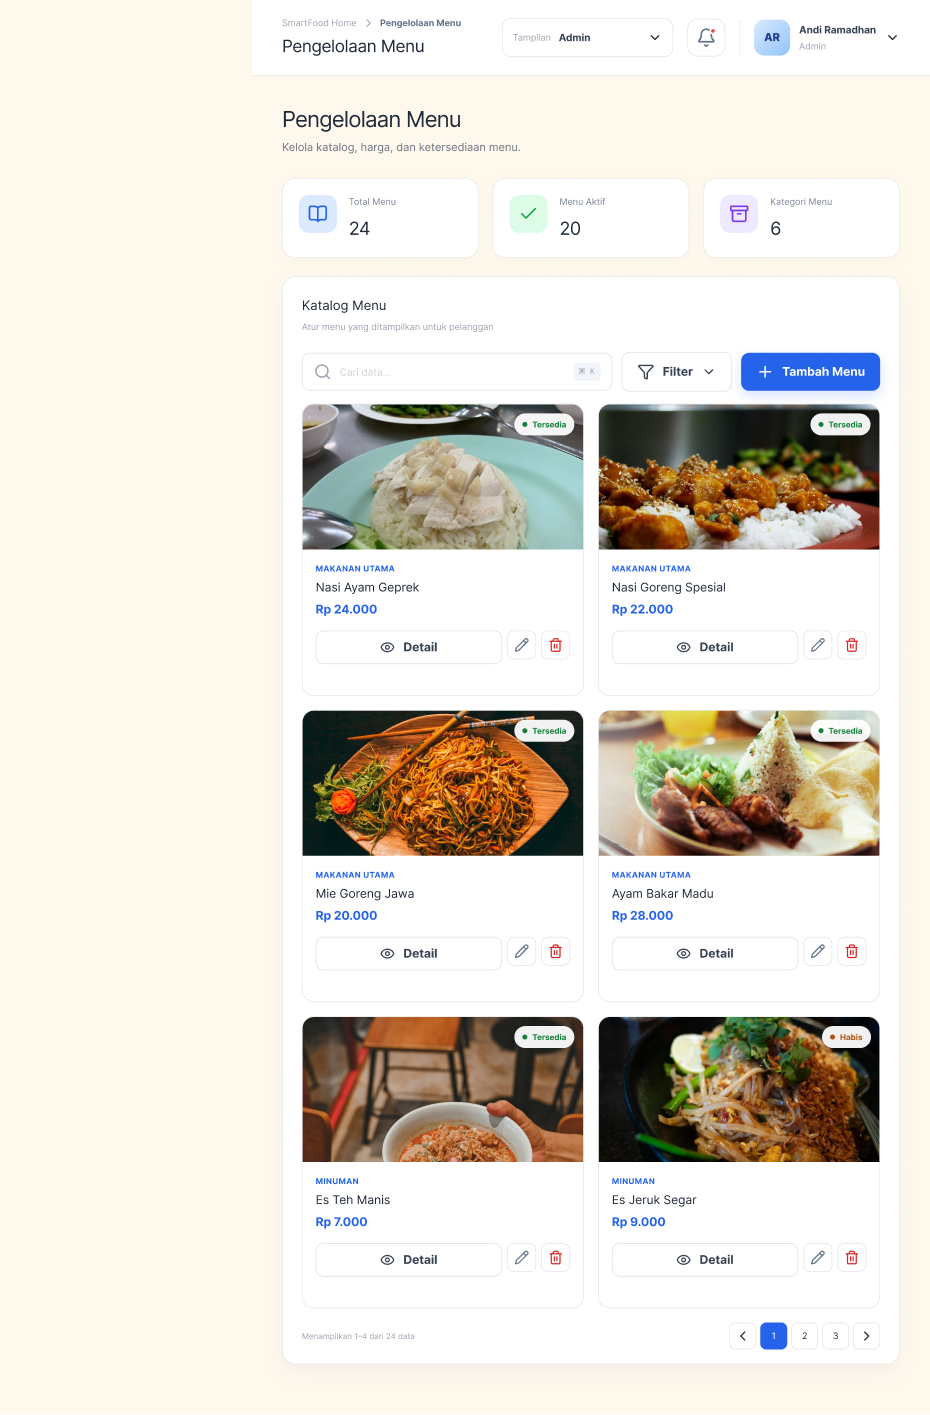 SmartFood Home > Pengelolaan Menu
Pengelolaan Menu
Tampilan Admin
AR
Andi Ramadhan
Admin
Pengelolaan Menu
Kelola katalog, harga, dan ketersediaan menu.
Total Menu
24
Menu Aktif
20
Kategori Menu
6
Katalog Menu
Atur menu yang ditampilkan untuk pelanggan
Cari data...
⌘ K
Filter
Tambah Menu
Tersedia
MAKANAN UTAMA
Nasi Ayam Geprek
Rp 24.000
Detail
Tersedia
MAKANAN UTAMA
Nasi Goreng Spesial
Rp 22.000
Detail
Tersedia
MAKANAN UTAMA
Mie Goreng Jawa
Rp 20.000
Detail
Tersedia
MAKANAN UTAMA
Ayam Bakar Madu
Rp 28.000
Detail
Tersedia
MINUMAN
Es Teh Manis
Rp 7.000
Detail
Habis
MINUMAN
Es Jeruk Segar
Rp 9.000
Detail
Menampilkan 1–4 dari 24 data
1 2 3